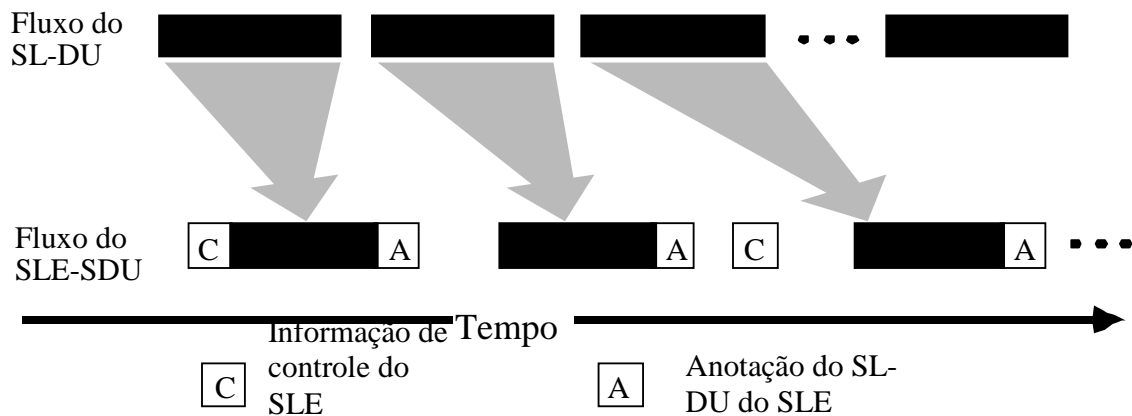 Fluxo do
SL-DU
C
A
A
C
A
Fluxo do
SLE-SDU
Tempo
C
Informação de
controle do
SLE
A
Anotação do SL-
DU do SLE